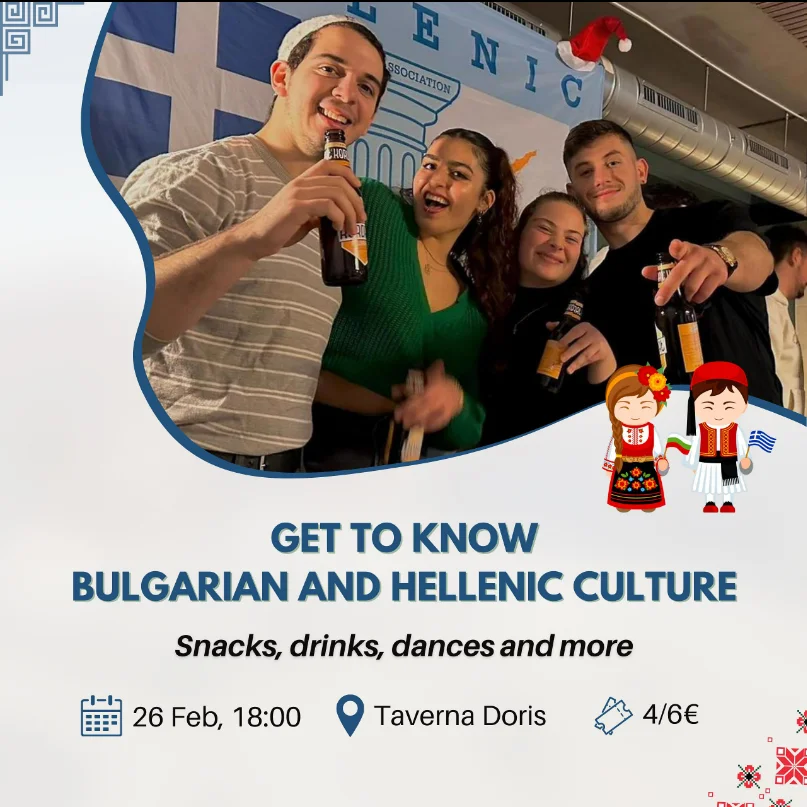 LENIC
ASSOCIATION
GET TO KNOW
BULGARIAN AND HELLENIC CULTURE
Snacks, drinks, dances and more
26 Feb, 18:00
Taverna Doris
4/6€